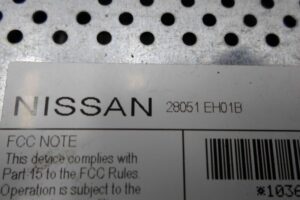 NISSAN 28051 EH01B
FCC NOTE
This device complies with
Part 15 to the FCC Rules.
Operation is subject to the
*1036